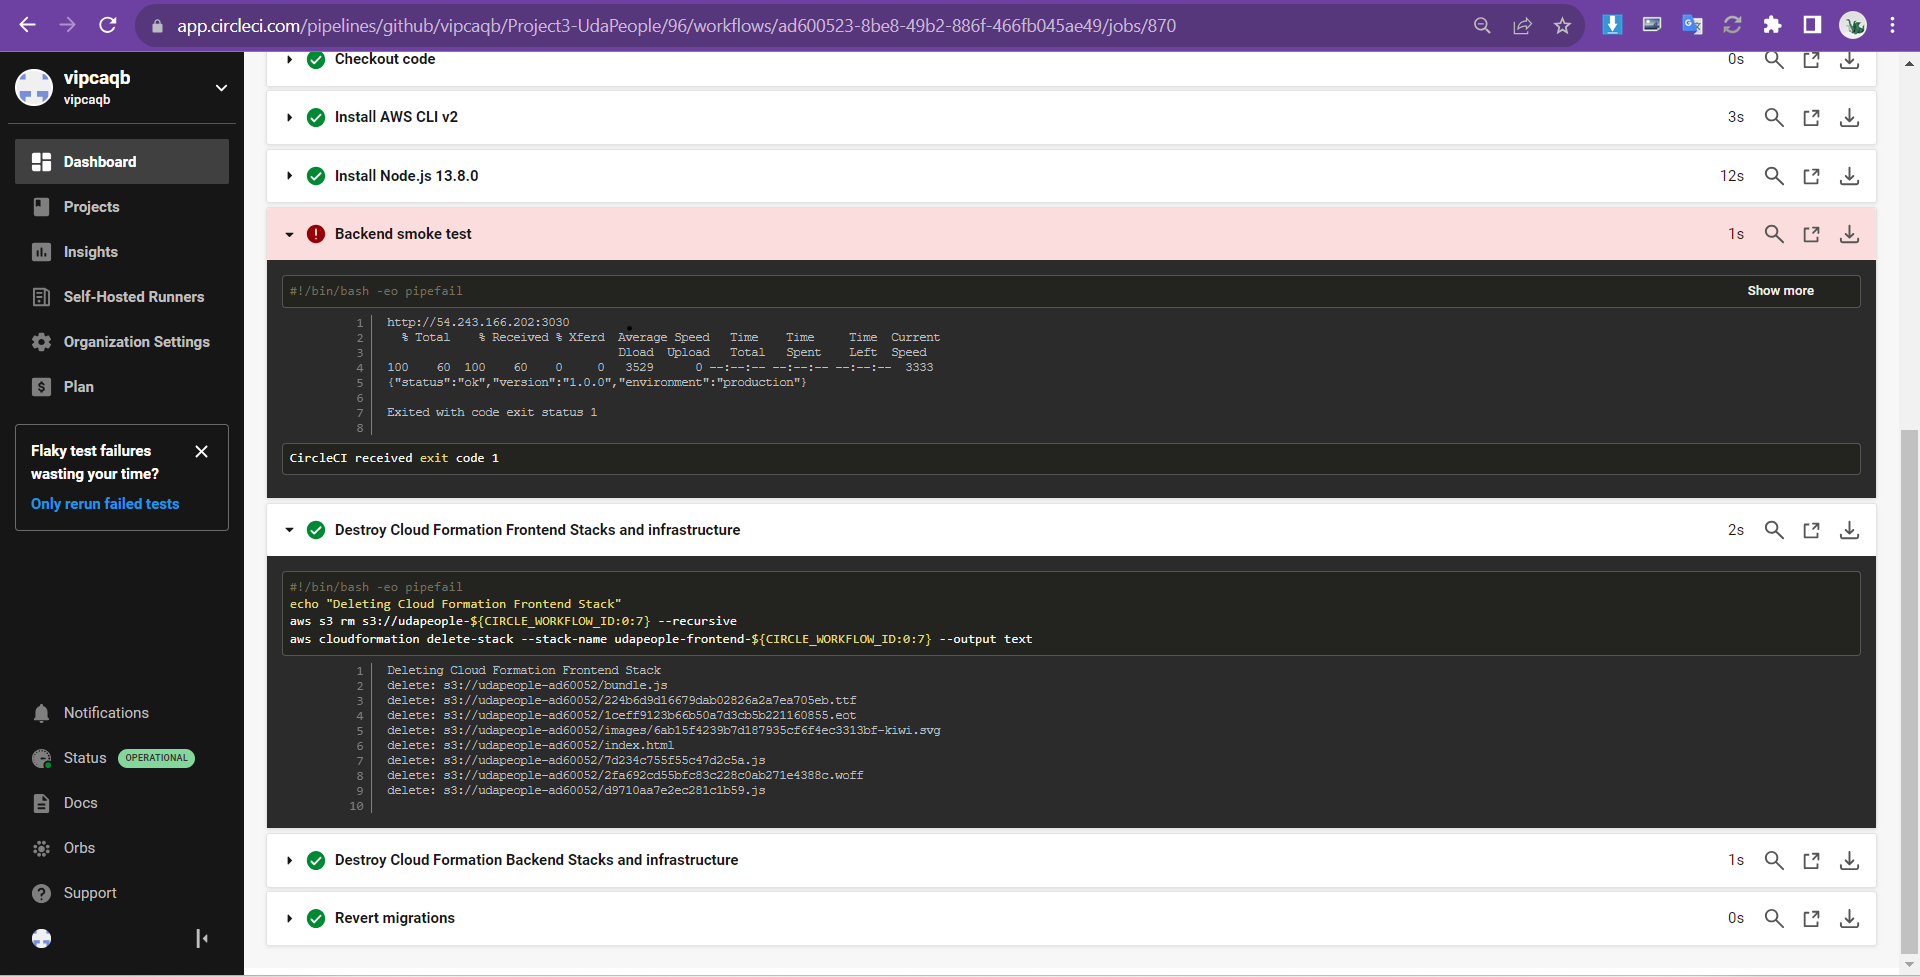 app.circleci.com/pipelines/github/vipcaqb/Project3-UdaPeople/96/workflows/ad600523-8be8-49b2-886f-466fb045ae49/jobs/870
vipcaqb
vipcaqb
Dashboard
Projects
Insights
Self-Hosted Runners
Organization Settings
Plan
Flaky test failures
wasting your time?
Only rerun failed tests
Notifications
Status OPERATIONAL
Docs
Orbs
Support
Checkout code 0s
Install AWS CLI v2 3s
Install Node.js 13.8.0 12s
Backend smoke test 1s
#!/bin/bash -eo pipefail Show more
1 http://54.243.166.202:3030
2 % Total % Received % Xferd Average Speed Time Time Time Current
3 Dload Upload Total Spent Left Speed
4 100 60 100 60 0 0 3529 0 --:--:-- --:--:-- --:--:-- 3333
5 {"status":"ok","version":"1.0.0","environment":"production"}
6
7 Exited with code exit status 1
8
CircleCI received exit code 1
Destroy Cloud Formation Frontend Stacks and infrastructure 2s
#!/bin/bash -eo pipefail
echo "Deleting Cloud Formation Frontend Stack"
aws s3 rm s3://udapeople-${CIRCLE_WORKFLOW_ID:0:7} --recursive
aws cloudformation delete-stack --stack-name udapeople-frontend-${CIRCLE_WORKFLOW_ID:0:7} --output text
1 Deleting Cloud Formation Frontend Stack
2 delete: s3://udapeople-ad60052/bundle.js
3 delete: s3://udapeople-ad60052/224b6d9d16679dab02826a2a7ea705eb.ttf
4 delete: s3://udapeople-ad60052/1ceff9123b66b50a7d3cb5b221160855.eot
5 delete: s3://udapeople-ad60052/images/6ab15f4239b7d187935cf6f4ec3313bf-kiwi.svg
6 delete: s3://udapeople-ad60052/index.html
7 delete: s3://udapeople-ad60052/7d234c755f55c47d2c5a.js
8 delete: s3://udapeople-ad60052/2fa692cd55bfc83c228c0ab271e4388c.woff
9 delete: s3://udapeople-ad60052/d9710aa7e2ec281c1b59.js
10
Destroy Cloud Formation Backend Stacks and infrastructure 1s
Revert migrations 0s